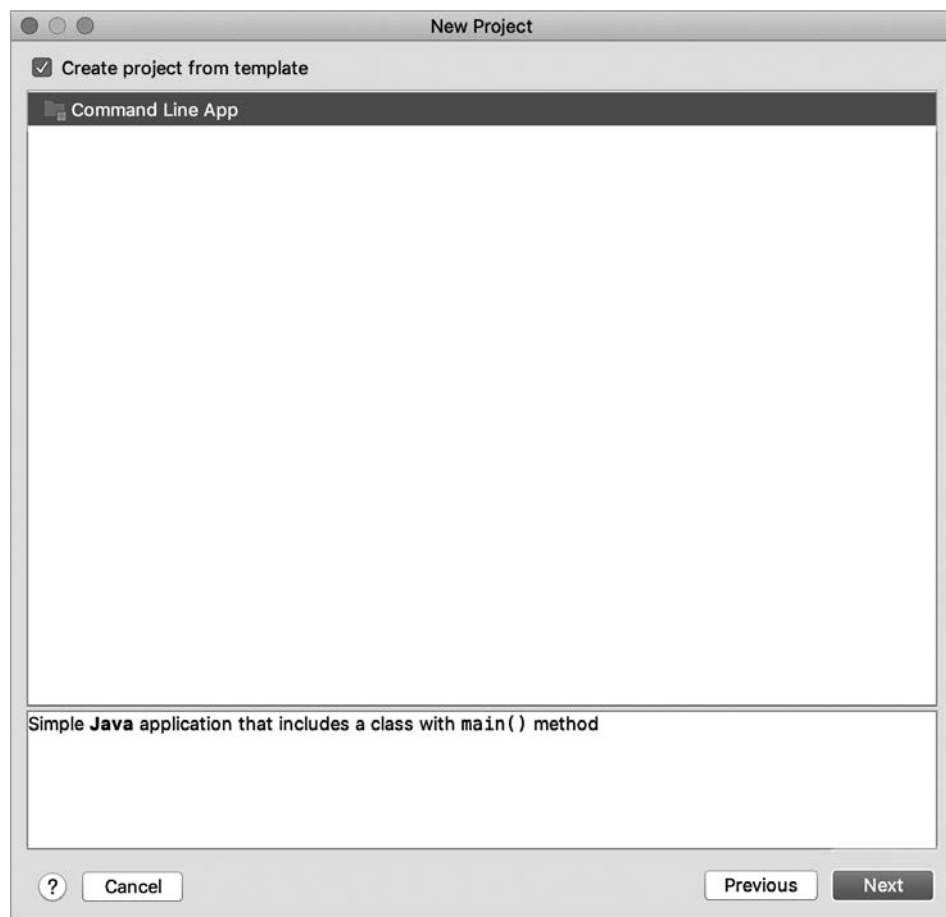 New Project
Create project from template
Command Line App
Simple Java application that includes a class with main() method
? Cancel Previous Next